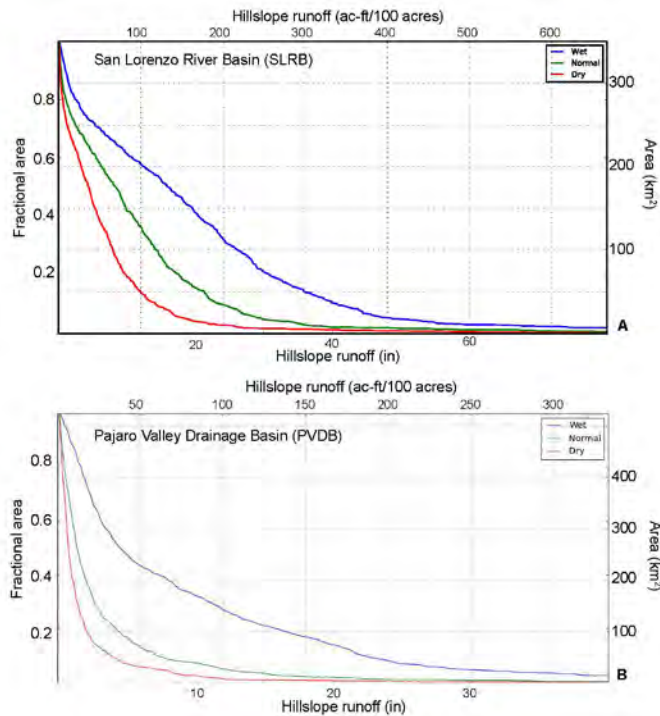 Hillslope runoff (ac-ft/100 acres)
100 200 300 400 500 600
San Lorenzo River Basin (SLRB)
Wet
Normal
Dry
0.8
0.6
0.4
0.2
Fractional area
300
200
100
Area (km²)
A
20 40 60
Hillslope runoff (in)
Hillslope runoff (ac-ft/100 acres)
50 100 150 200 250 300
Pajaro Valley Drainage Basin (PVDB)
Wet
Normal
Dry
0.8
0.6
0.4
0.2
Fractional area
400
300
200
100
Area (km²)
B
10 20 30
Hillslope runoff (in)